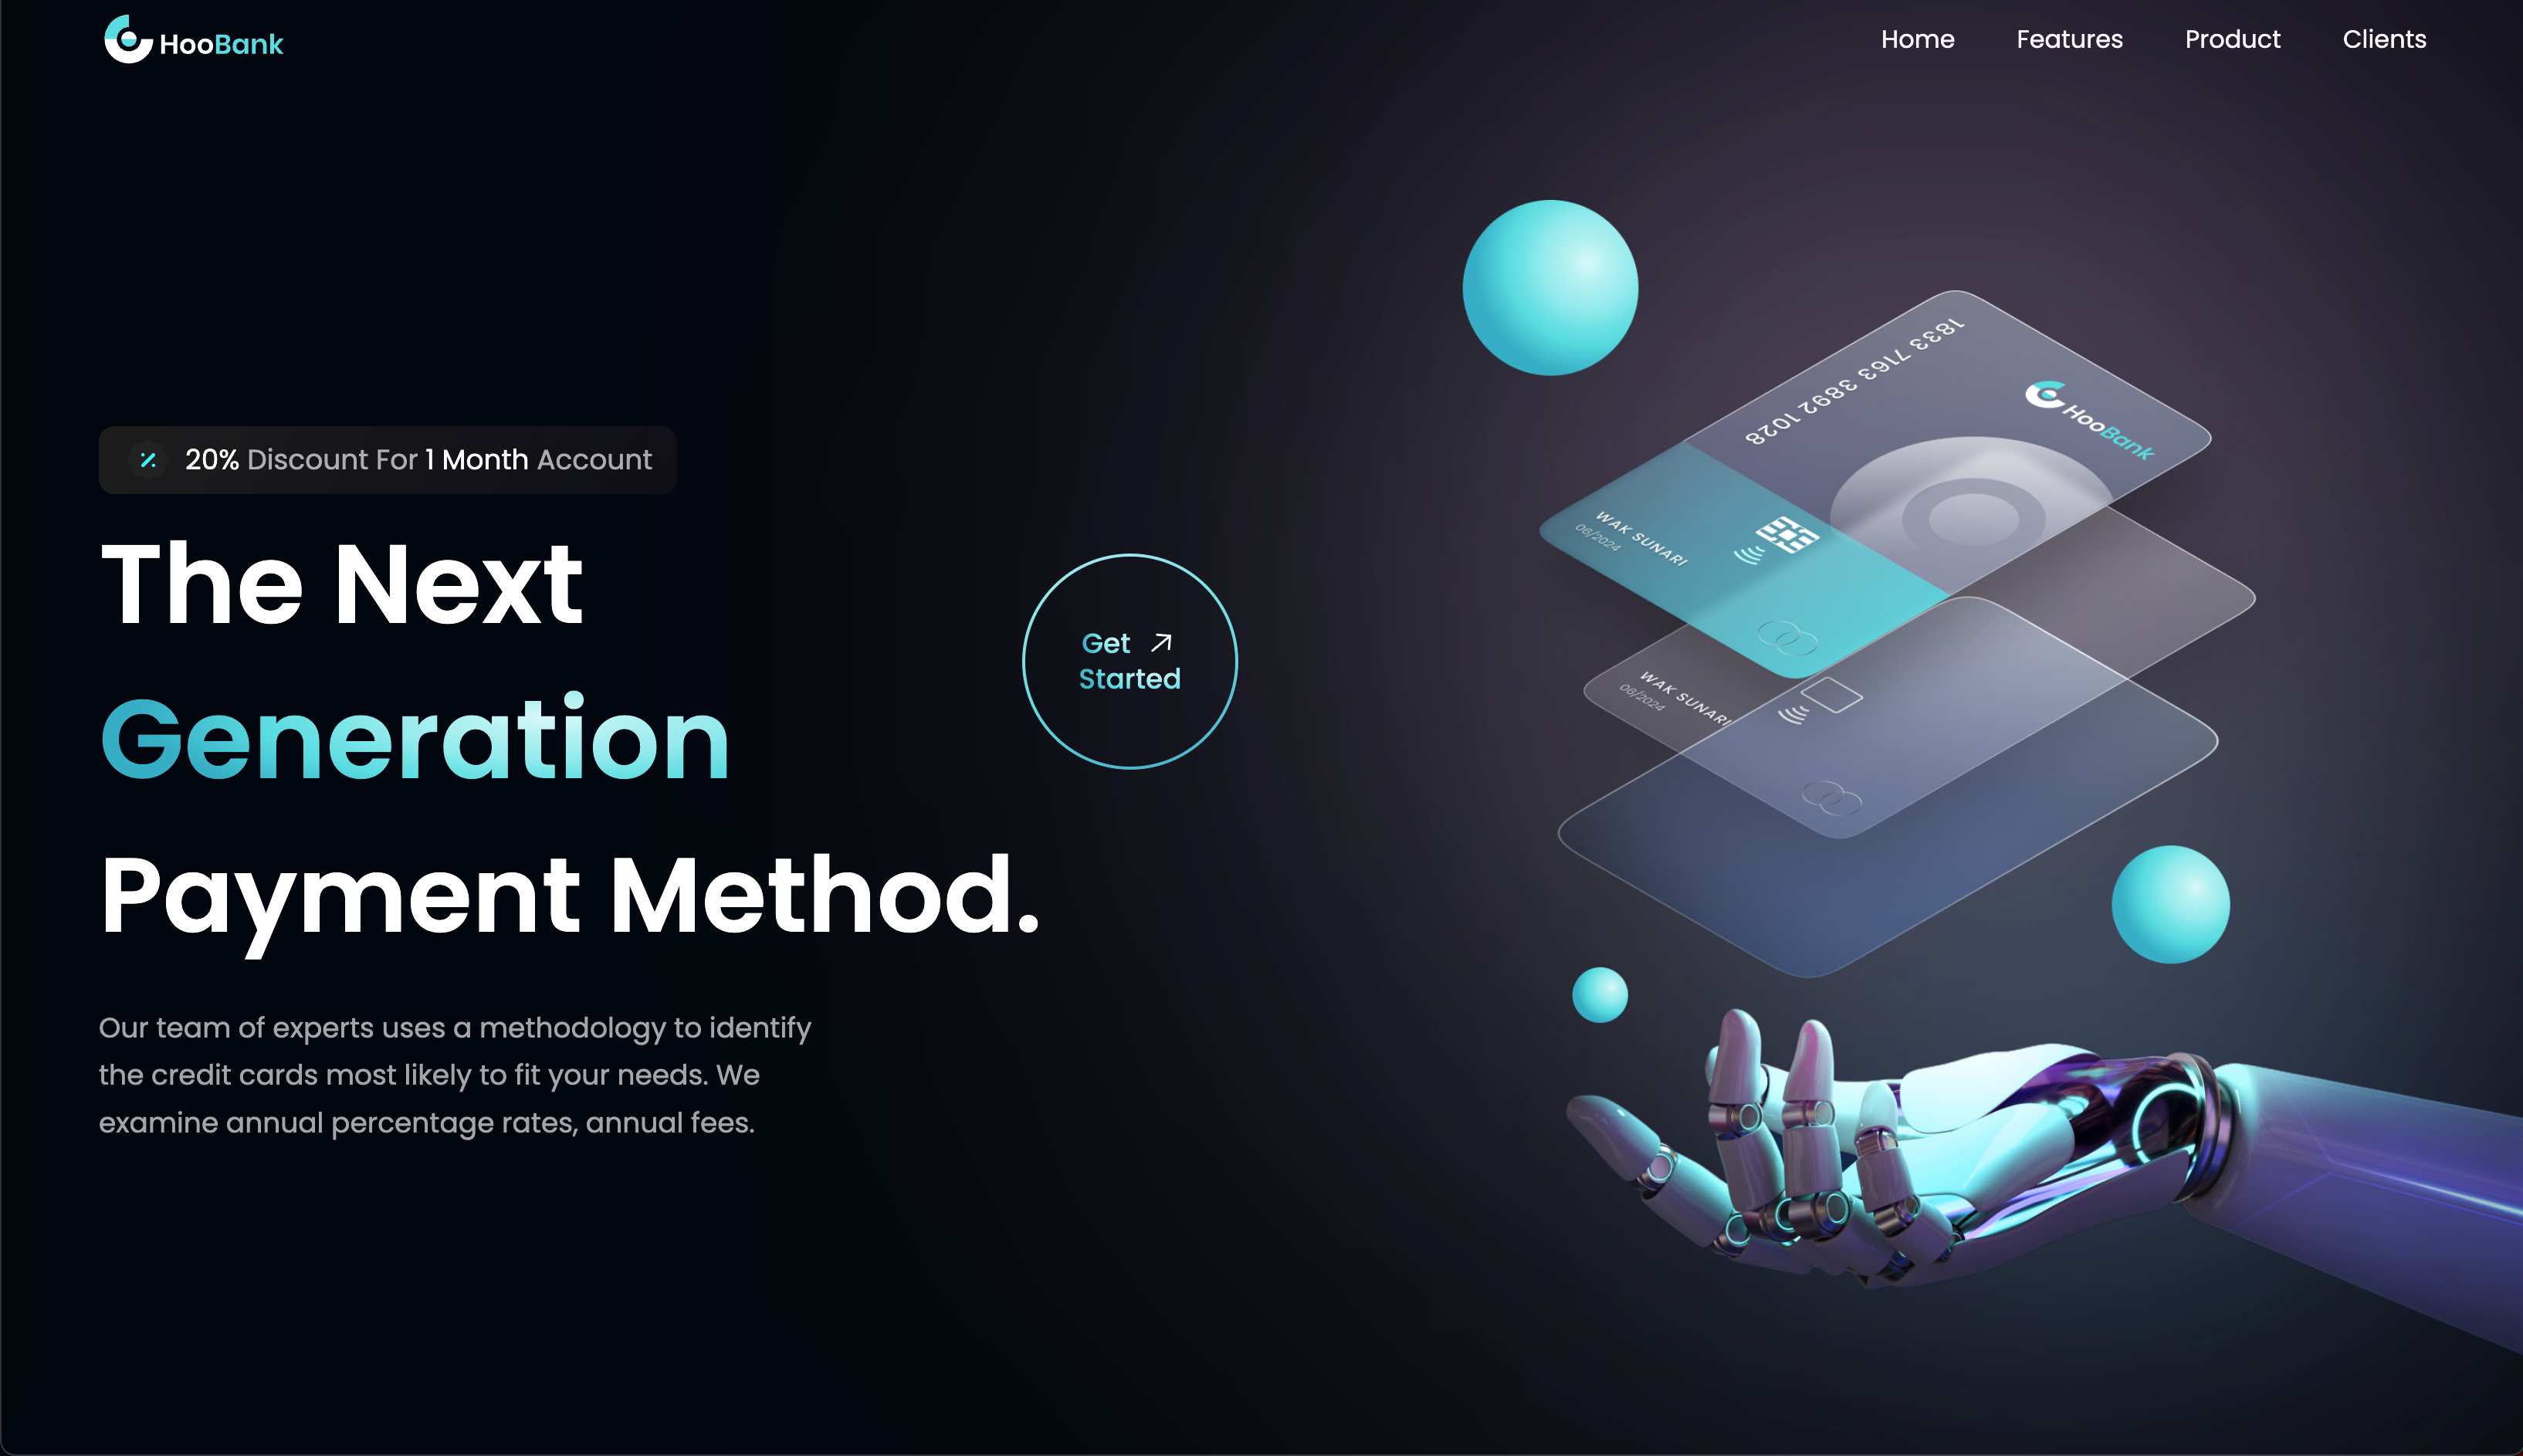 HooBank
Home Features Product Clients
20% Discount For 1 Month Account
The Next
Generation
Payment Method.
Get
Started
Our team of experts uses a methodology to identify
the credit cards most likely to fit your needs. We
examine annual percentage rates, annual fees.
1833 7163 3892 1028
HooBank
WAK SUNARI
06/2024
WAK SUNARI
06/2024